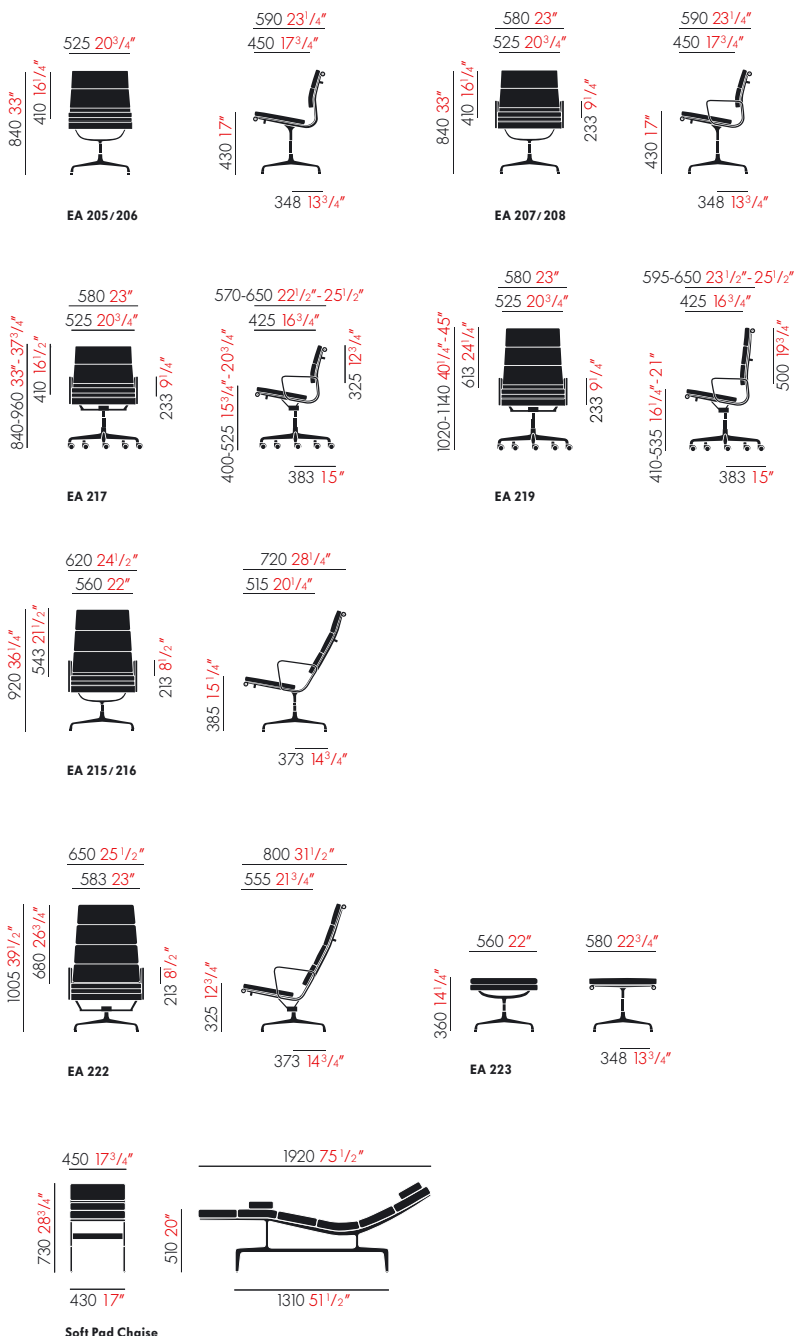 590 23 1/4"
580 23"
590 23 1/4"
525 20 3/4"
450 17 3/4"
525 20 3/4"
450 17 3/4"
840 33"
410 16 1/4"
430 17"
840 33"
410 16 1/4"
233 9 1/4"
430 17"
348 13 3/4"
348 13 3/4"
EA 205/206
EA 207/208
580 23"
570-650 22 1/2"-25 1/2"
580 23"
595-650 23 1/2"-25 1/2"
525 20 3/4"
425 16 3/4"
525 20 3/4"
425 16 3/4"
840-960 33"-37 3/4"
410 16 1/2"
233 9 1/4"
400-525 15 3/4"-20 3/4"
325 12 3/4"
1020-1140 40 1/4"-45"
613 24 1/4"
233 9 1/4"
410-535 16 1/4"-21"
500 19 3/4"
383 15"
383 15"
EA 217
EA 219
620 24 1/2"
720 28 1/4"
560 22"
515 20 1/4"
920 36 1/4"
543 21 1/2"
213 8 1/2"
385 15 1/4"
373 14 3/4"
EA 215/216
650 25 1/2"
800 31 1/2"
583 23"
555 21 3/4"
1005 39 1/2"
680 26 3/4"
213 8 1/2"
325 12 3/4"
373 14 3/4"
EA 222
560 22"
580 22 3/4"
360 14 1/4"
348 13 3/4"
EA 223
450 17 3/4"
1920 75 1/2"
730 28 3/4"
510 20"
430 17"
1310 51 1/2"
Soft Pad Chaise